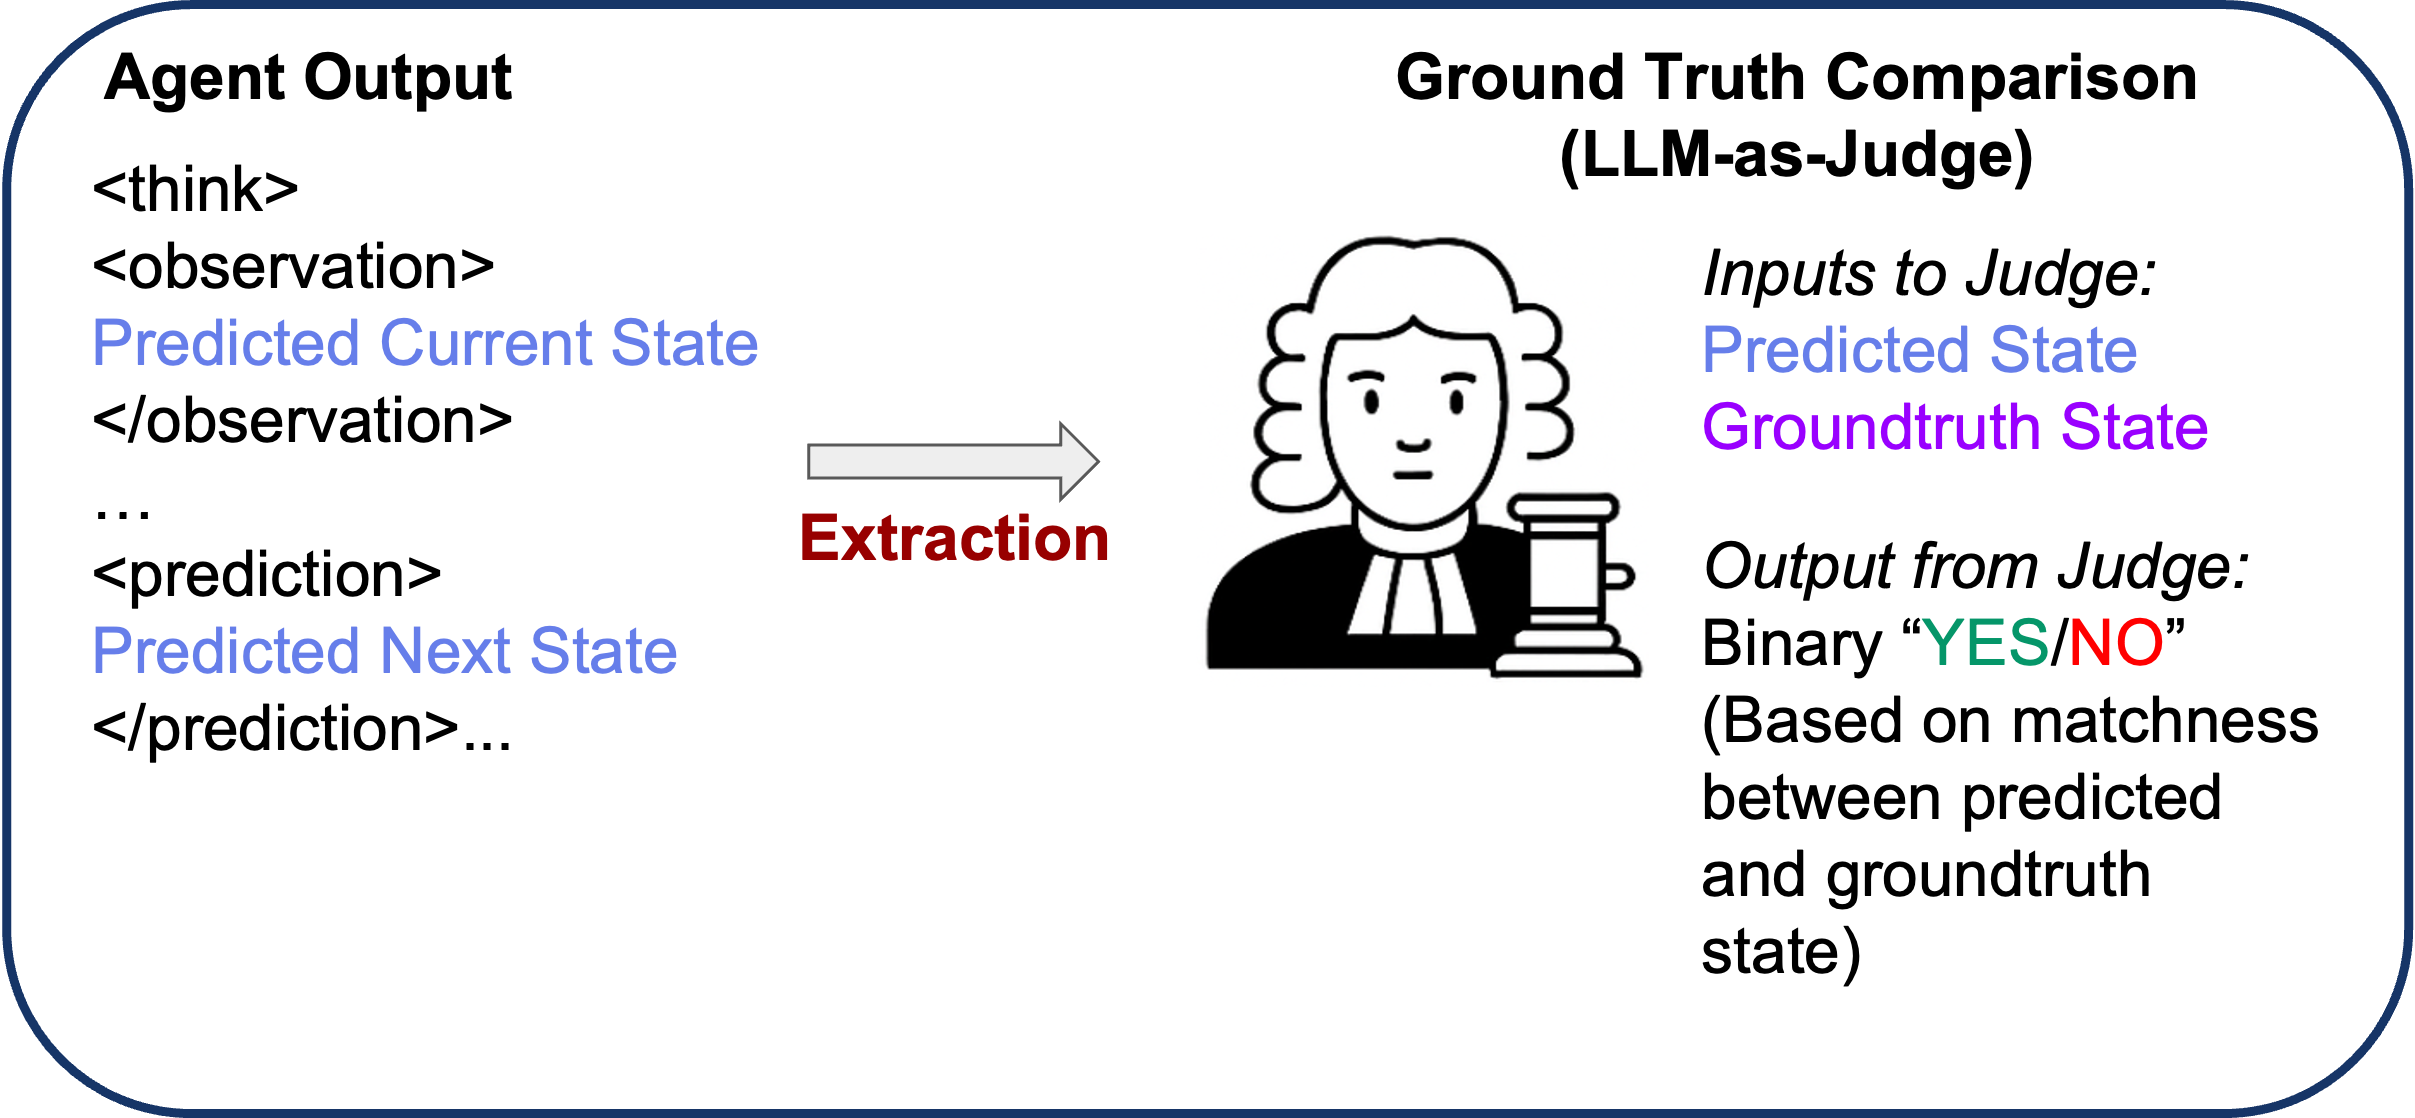 Agent Output
<think>
<observation>
Predicted Current State
</observation>
…
<prediction>
Predicted Next State
</prediction>...
Extraction
Ground Truth Comparison
(LLM-as-Judge)
Inputs to Judge:
Predicted State
Groundtruth State
Output from Judge:
Binary “YES/NO”
(Based on matchness
between predicted
and groundtruth
state)